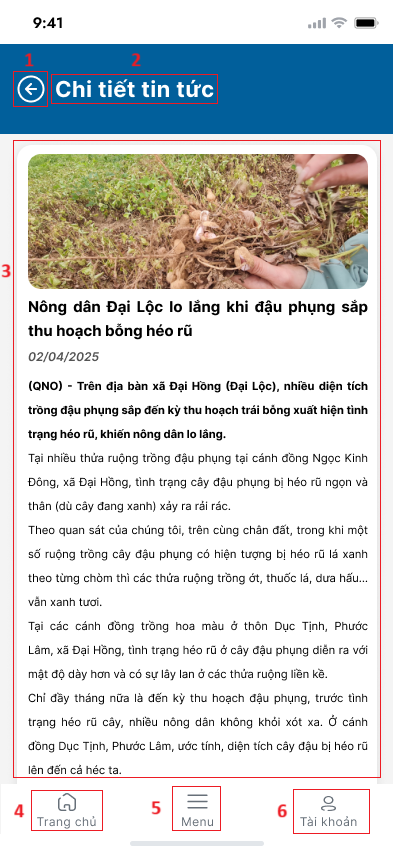 9:41
1
2
Chi tiết tin tức
3
Nông dân Đại Lộc lo lắng khi đậu phụng sắp
thu hoạch bỗng héo rũ
02/04/2025
(QNO) - Trên địa bàn xã Đại Hồng (Đại Lộc), nhiều diện tích
trồng đậu phụng sắp đến kỳ thu hoạch trái bỗng xuất hiện tình
trạng héo rũ, khiến nông dân lo lắng.
Tại nhiều thửa ruộng trồng đậu phụng tại cánh đồng Ngọc Kinh
Đông, xã Đại Hồng, tình trạng cây đậu phụng bị héo rũ ngọn và
thân (dù cây đang xanh) xảy ra rải rác.
Theo quan sát của chúng tôi, trên cùng chân đất, trong khi một
số ruộng trồng cây đậu phụng có hiện tượng bị héo rũ lá xanh
theo từng chòm thì các thửa ruộng trồng ớt, thuốc lá, dưa hấu...
vẫn xanh tươi.
Tại các cánh đồng trồng hoa màu ở thôn Dục Tịnh, Phước
Lâm, xã Đại Hồng, tình trạng héo rũ ở cây đậu phụng diễn ra với
mật độ dày hơn và có sự lây lan ở các thửa ruộng liền kề.
Chỉ đầy tháng nữa là đến kỳ thu hoạch đậu phụng, trước tình
trạng héo rũ cây, nhiều nông dân không khỏi xót xa. Ở cánh
đồng Dục Tịnh, Phước Lâm, ước tính, diện tích cây đậu bị héo rũ
lên đến cả héc ta.
4
Trang chủ
5
Menu
6
Tài khoản